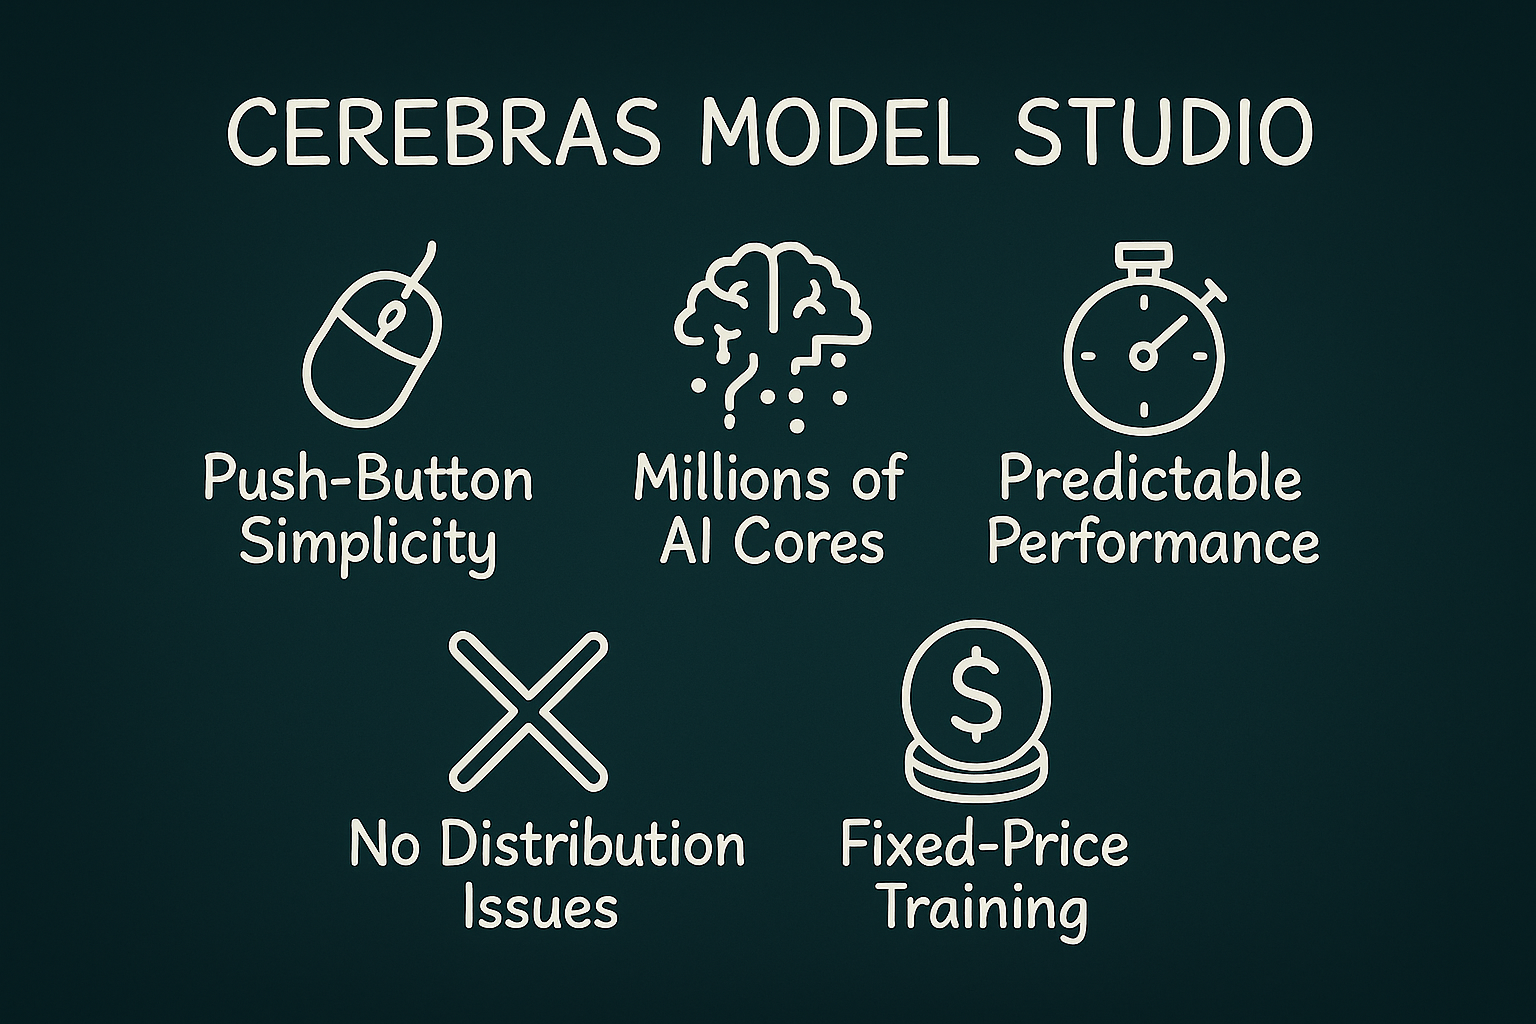 CEREBRAS MODEL STUDIO
Push-Button
Simplicity
Millions of
AI Cores
Predictable
Performance
$
No Distribution
Issues
Fixed-Price
Training